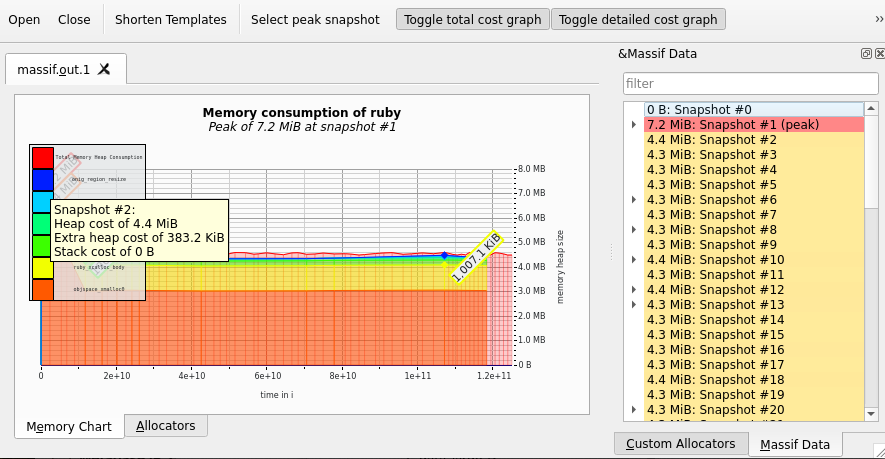 Open Close Shorten Templates Select peak snapshot Toggle total cost graph Toggle detailed cost graph »
massif.out.1
Memory consumption of ruby
Peak of 7.2 MiB at snapshot #1
Total Memory Heap Consumption
onig_region_resize
Snapshot #2:
Heap cost of 4.4 MiB
Extra heap cost of 383.2 KiB
Stack cost of 0 B
ruby_xcalloc_body
objspace_xmalloc0
1,007.1 KiB
8.0 MB
7.0 MB
6.0 MB
5.0 MB
4.0 MB
3.0 MB
2.0 MB
1.0 MB
0 B
memory heap size
0 2e+10 4e+10 6e+10 8e+10 1e+11 1.2e+11
time in i
Memory Chart Allocators
&Massif Data
filter
0 B: Snapshot #0
7.2 MiB: Snapshot #1 (peak)
4.4 MiB: Snapshot #2
4.3 MiB: Snapshot #3
4.3 MiB: Snapshot #4
4.3 MiB: Snapshot #5
4.3 MiB: Snapshot #6
4.3 MiB: Snapshot #7
4.3 MiB: Snapshot #8
4.3 MiB: Snapshot #9
4.4 MiB: Snapshot #10
4.3 MiB: Snapshot #11
4.4 MiB: Snapshot #12
4.3 MiB: Snapshot #13
4.3 MiB: Snapshot #14
4.3 MiB: Snapshot #15
4.3 MiB: Snapshot #16
4.3 MiB: Snapshot #17
4.4 MiB: Snapshot #18
4.3 MiB: Snapshot #19
4.3 MiB: Snapshot #20
Custom Allocators Massif Data